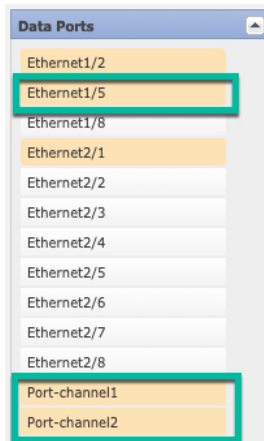 Data Ports
Ethernet1/2
Ethernet1/5
Ethernet1/8
Ethernet2/1
Ethernet2/2
Ethernet2/3
Ethernet2/4
Ethernet2/5
Ethernet2/6
Ethernet2/7
Ethernet2/8
Port-channel1
Port-channel2